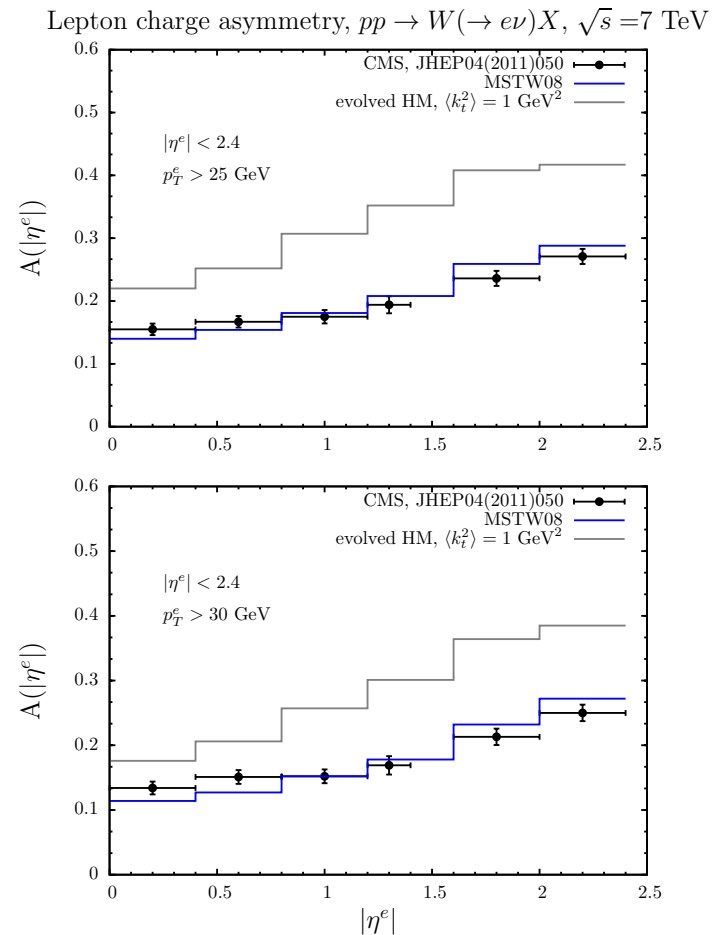 Lepton charge asymmetry, pp → W(→ eν)X, √s =7 TeV
0.6
CMS, JHEP04(2011)050
MSTW08
evolved HM, ⟨k_t^2⟩ = 1 GeV^2
0.5
|η^e| < 2.4
p_T^e > 25 GeV
0.4
A(|η^e|)
0.3
0.2
0.1
0
0 0.5 1 1.5 2 2.5
0.6
CMS, JHEP04(2011)050
MSTW08
evolved HM, ⟨k_t^2⟩ = 1 GeV^2
0.5
|η^e| < 2.4
p_T^e > 30 GeV
0.4
A(|η^e|)
0.3
0.2
0.1
0
0 0.5 1 1.5 2 2.5
|η^e|